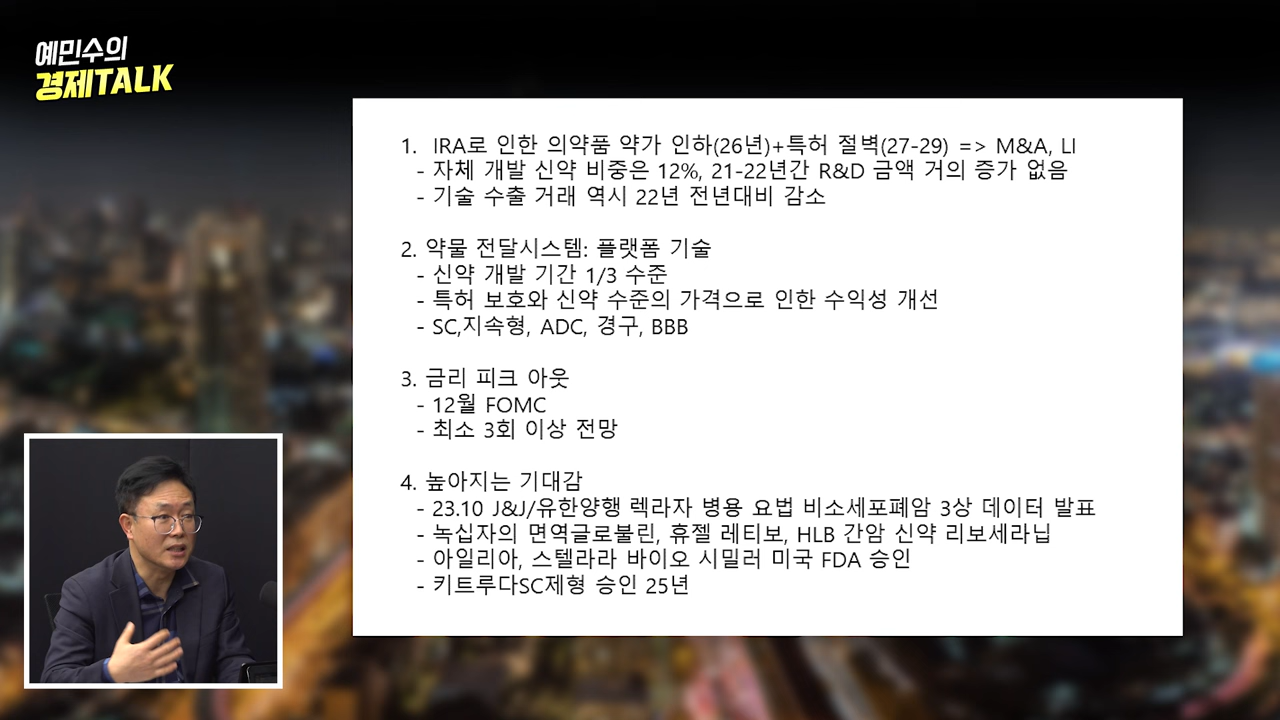 예민수의
경제TALK
1. IRA로 인한 의약품 약가 인하(26년)+특허 절벽(27-29) => M&A, LI
- 자체 개발 신약 비중은 12%, 21-22년간 R&D 금액 거의 증가 없음
- 기술 수출 거래 역시 22년 전년대비 감소
2. 약물 전달시스템: 플랫폼 기술
- 신약 개발 기간 1/3 수준
- 특허 보호와 신약 수준의 가격으로 인한 수익성 개선
- SC,지속형, ADC, 경구, BBB
3. 금리 피크 아웃
- 12월 FOMC
- 최소 3회 이상 전망
4. 높아지는 기대감
- 23.10 J&J/유한양행 렉라자 병용 요법 비소세포폐암 3상 데이터 발표
- 녹십자의 면역글로불린, 휴젤 레티보, HLB 간암 신약 리보세라닙
- 아일리아, 스텔라라 바이오 시밀러 미국 FDA 승인
- 키트루다SC제형 승인 25년